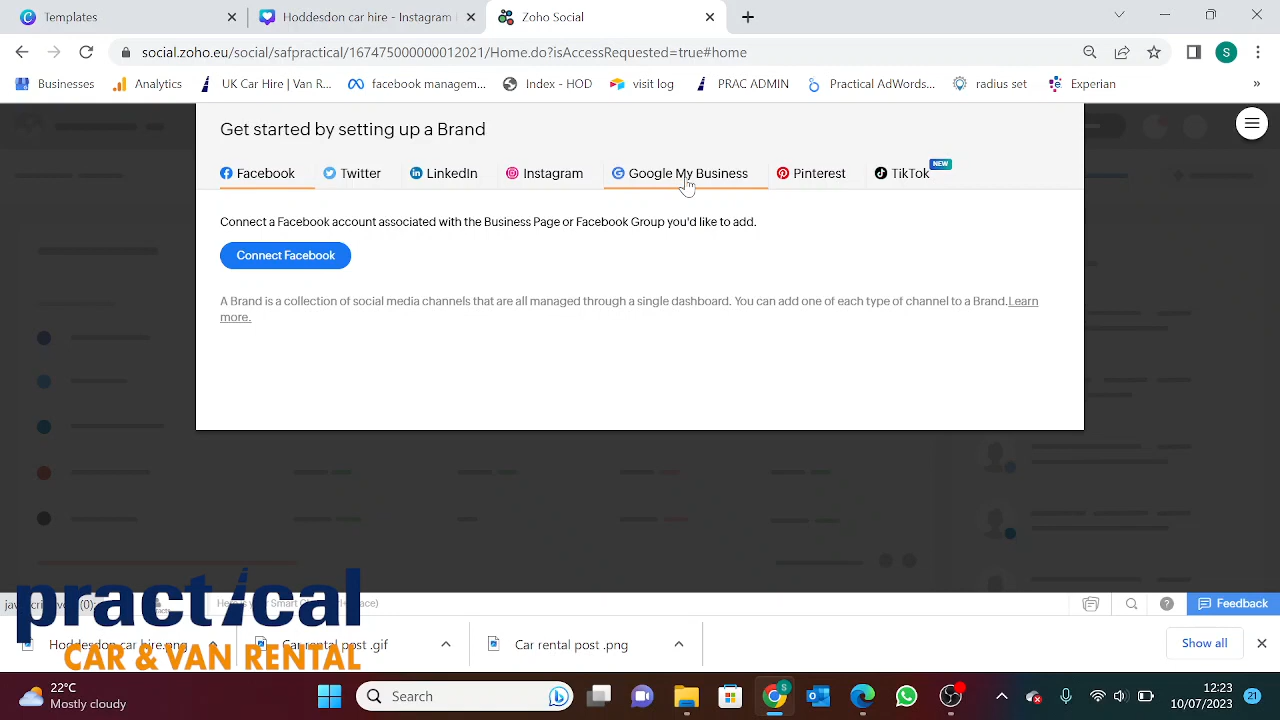 Templates
Hoddesdon car hire - Instagram
Zoho Social
social.zoho.eu/social/safpractical/167475000000012021/Home.do?isAccessRequested=true#home
S
Businesses
Analytics
UK Car Hire | Van R...
facebook managem...
Index - HOD
visit log
PRAC ADMIN
Practical AdWords...
radius set
Experian
»
Get started by setting up a Brand
Facebook
Twitter
LinkedIn
Instagram
Google My Business
Pinterest
TikTok
NEW
Connect a Facebook account associated with the Business Page or Facebook Group you'd like to add.
Connect Facebook
A Brand is a collection of social media channels that are all managed through a single dashboard. You can add one of each type of channel to a Brand.Learn
more.
practical
CAR & VAN RENTAL
Feedback
Hoddesdon car hire.png
Car rental post .gif
Car rental post .png
Show all
22°C
Mostly cloudy
Search
12:23
10/07/2023
21